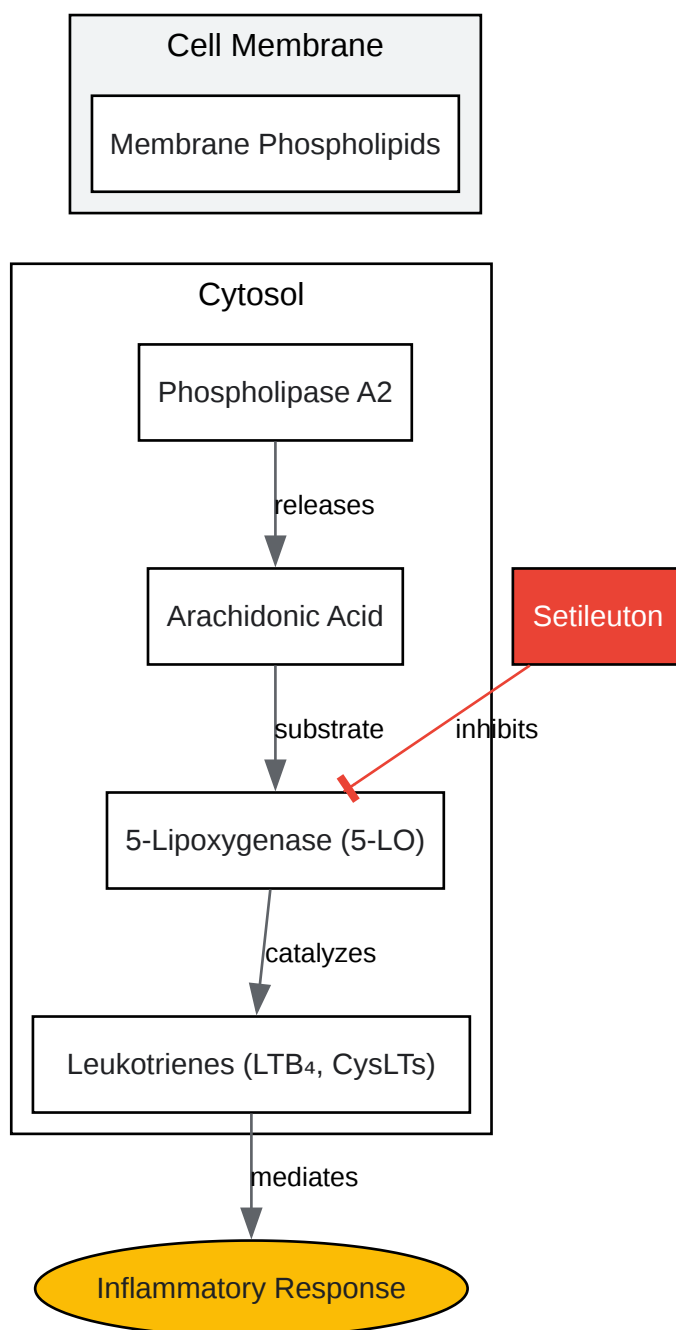 Cell Membrane
Membrane Phospholipids
Cytosol
Phospholipase A2
releases
Arachidonic Acid
Setileuton
substrate
inhibits
5-Lipoxygenase (5-LO)
catalyzes
Leukotrienes (LTB₄, CysLTs)
mediates
Inflammatory Response